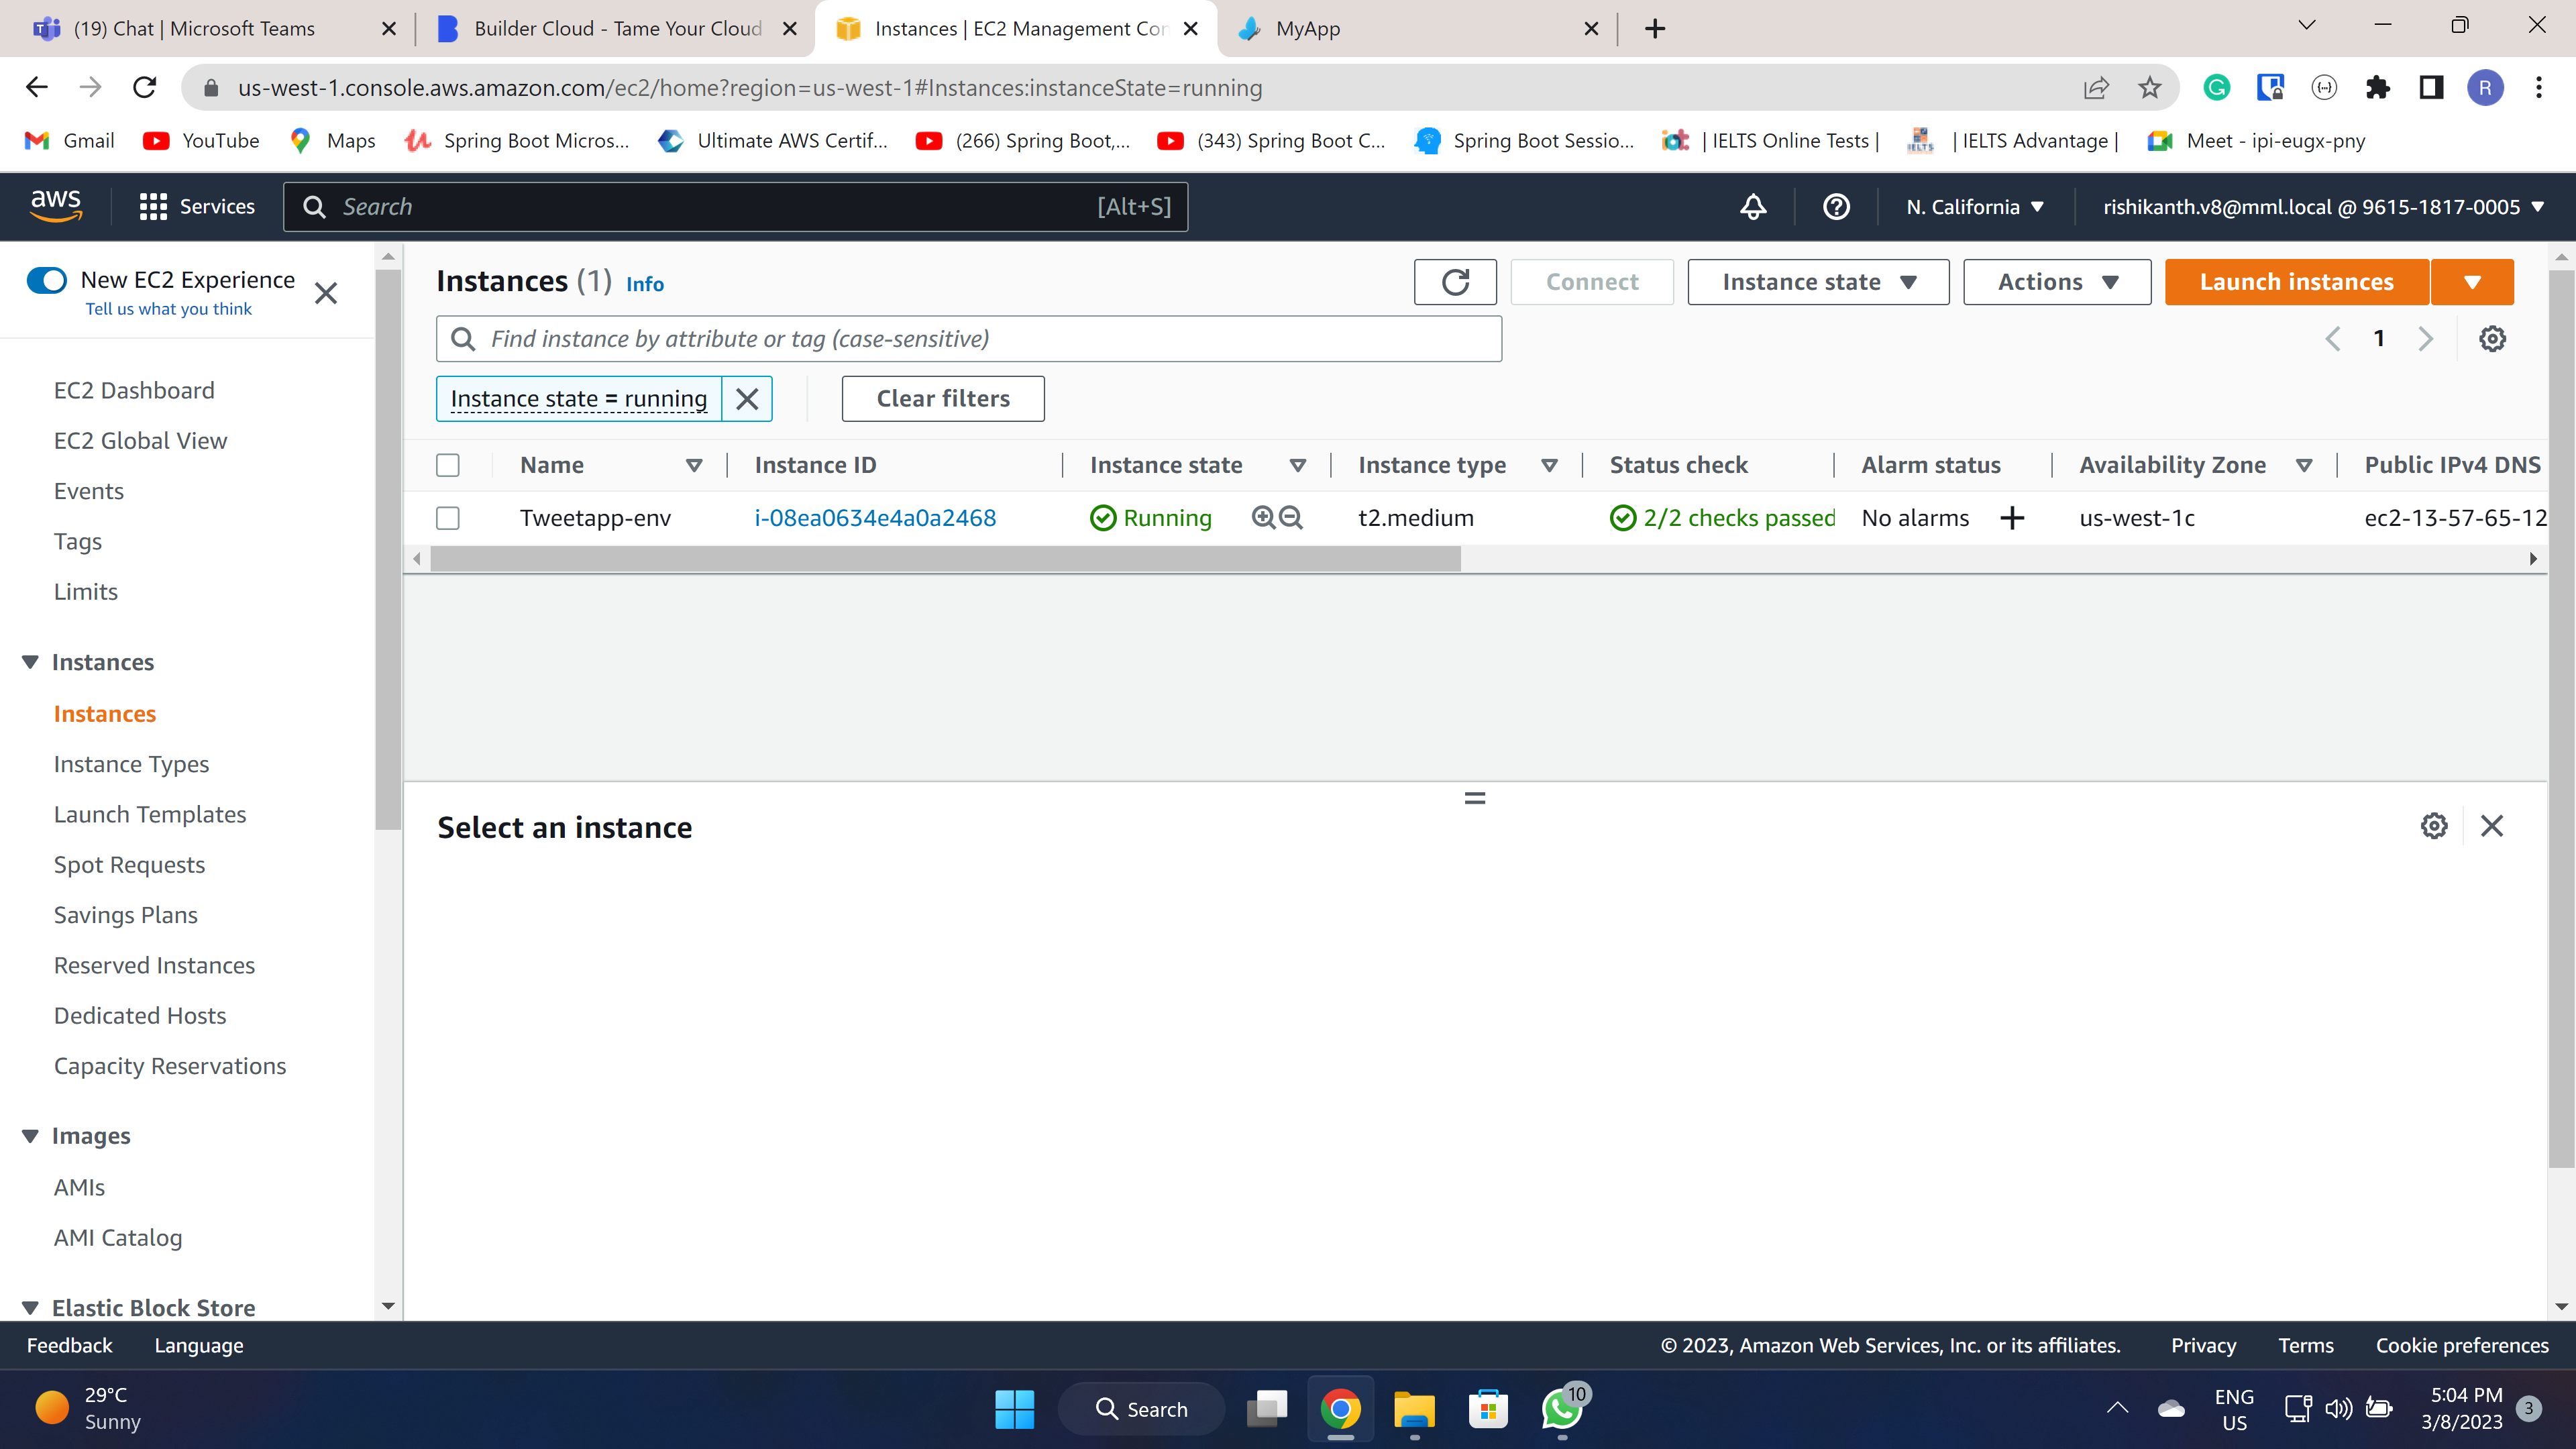 (19) Chat | Microsoft Teams
Builder Cloud - Tame Your Cloud
Instances | EC2 Management Con
MyApp
us-west-1.console.aws.amazon.com/ec2/home?region=us-west-1#Instances:instanceState=running
R
Gmail
YouTube
Maps
Spring Boot Micros...
Ultimate AWS Certif...
(266) Spring Boot,...
(343) Spring Boot C...
Spring Boot Sessio...
| IELTS Online Tests |
| IELTS Advantage |
Meet - ipi-eugx-pny
aws
Services
Search
[Alt+S]
N. California
rishikanth.v8@mml.local @ 9615-1817-0005
New EC2 Experience
Tell us what you think
EC2 Dashboard
EC2 Global View
Events
Tags
Limits
Instances
Instances
Instance Types
Launch Templates
Spot Requests
Savings Plans
Reserved Instances
Dedicated Hosts
Capacity Reservations
Images
AMIs
AMI Catalog
Elastic Block Store
Instances (1) Info
Connect
Instance state
Actions
Launch instances
Find instance by attribute or tag (case-sensitive)
1
Instance state = running
Clear filters
Name
Instance ID
Instance state
Instance type
Status check
Alarm status
Availability Zone
Public IPv4 DNS
Tweetapp-env
i-08ea0634e4a0a2468
Running
t2.medium
2/2 checks passed
No alarms
us-west-1c
ec2-13-57-65-12
Select an instance
Feedback
Language
© 2023, Amazon Web Services, Inc. or its affiliates.
Privacy
Terms
Cookie preferences
29°C
Sunny
Search
10
ENG
US
5:04 PM
3/8/2023
3